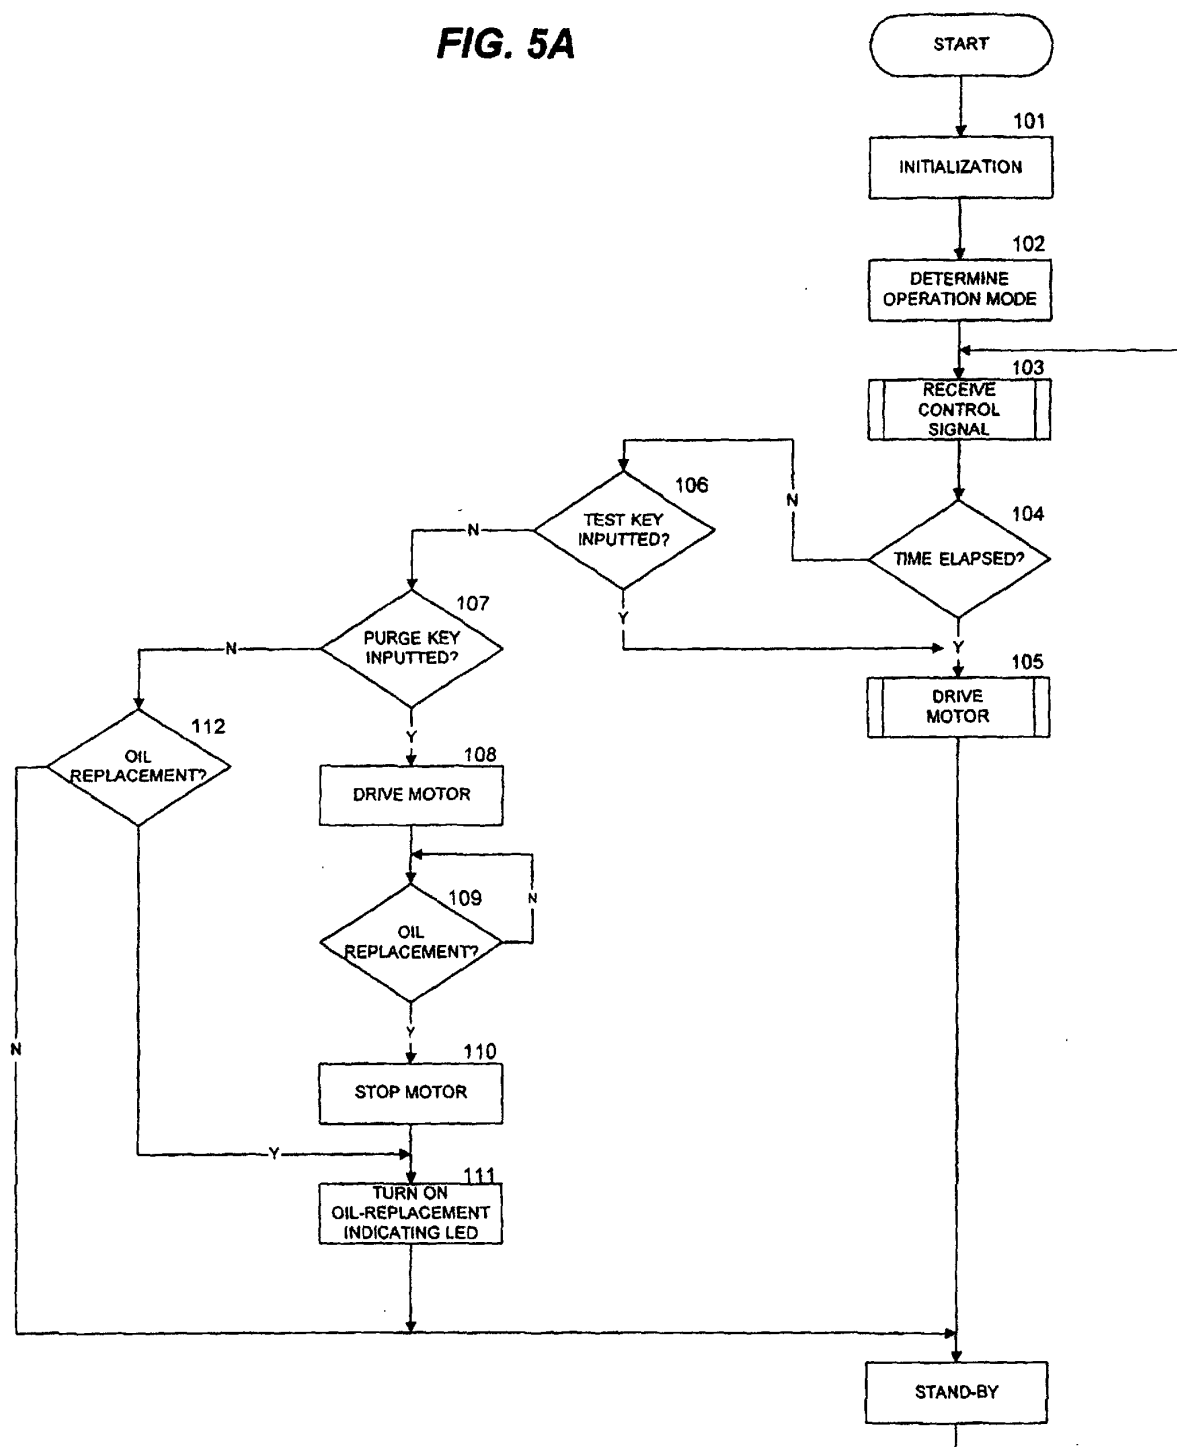 FIG. 5A
START
101
INITIALIZATION
102
DETERMINE
OPERATION MODE
103
RECEIVE
CONTROL
SIGNAL
104
TIME ELAPSED?
N
Y
106
TEST KEY
INPUTTED?
N
Y
105
DRIVE
MOTOR
107
PURGE KEY
INPUTTED?
N
Y
112
OIL
REPLACEMENT?
N
Y
108
DRIVE MOTOR
109
OIL
REPLACEMENT?
N
Y
110
STOP MOTOR
111
TURN ON
OIL-REPLACEMENT
INDICATING LED
STAND-BY